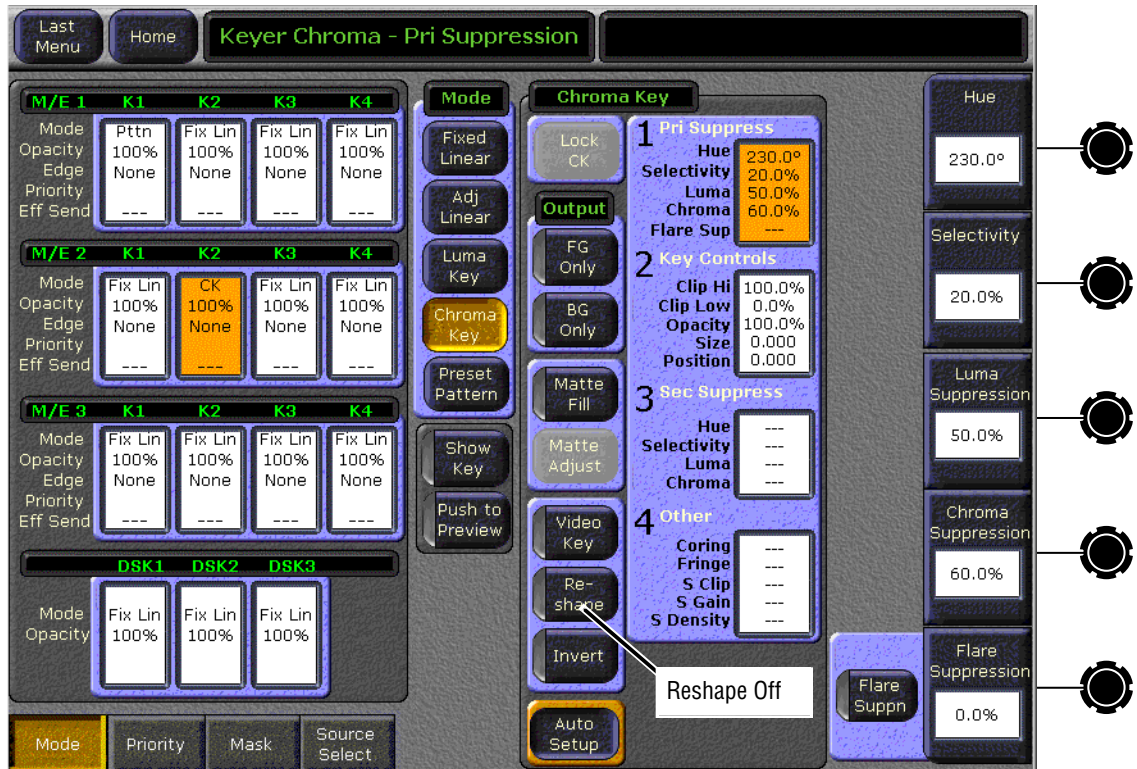 Last
Menu
Home
Keyer Chroma - Pri Suppression
M/E 1 K1 K2 K3 K4
Mode Pttn Fix Lin Fix Lin Fix Lin
Opacity 100% 100% 100% 100%
Edge None None None None
Priority
Eff Send --- --- --- ---
M/E 2 K1 K2 K3 K4
Mode Fix Lin CK Fix Lin Fix Lin
Opacity 100% 100% 100% 100%
Edge None None None None
Priority
Eff Send --- --- --- ---
M/E 3 K1 K2 K3 K4
Mode Fix Lin Fix Lin Fix Lin Fix Lin
Opacity 100% 100% 100% 100%
Edge None None None None
Priority
Eff Send --- --- --- ---
DSK1 DSK2 DSK3
Mode Fix Lin Fix Lin Fix Lin
Opacity 100% 100% 100%
Mode
Priority
Mask
Source
Select
Mode
Fixed
Linear
Adj
Linear
Luma
Key
Chroma
Key
Preset
Pattern
Show
Key
Push to
Preview
Chroma Key
Lock
CK
Output
FG
Only
BG
Only
Matte
Fill
Matte
Adjust
Video
Key
Re-
shape
Invert
Auto
Setup
1 Pri Suppress
Hue 230.0º
Selectivity 20.0%
Luma 50.0%
Chroma 60.0%
Flare Sup ---
2 Key Controls
Clip Hi 100.0%
Clip Low 0.0%
Opacity 100.0%
Size 0.000
Position 0.000
3 Sec Suppress
Hue ---
Selectivity ---
Luma ---
Chroma ---
4 Other
Coring ---
Fringe ---
S Clip ---
S Gain ---
S Density ---
Reshape Off
Flare
Suppn
Hue
230.0º
Selectivity
20.0%
Luma
Suppression
50.0%
Chroma
Suppression
60.0%
Flare
Suppression
0.0%